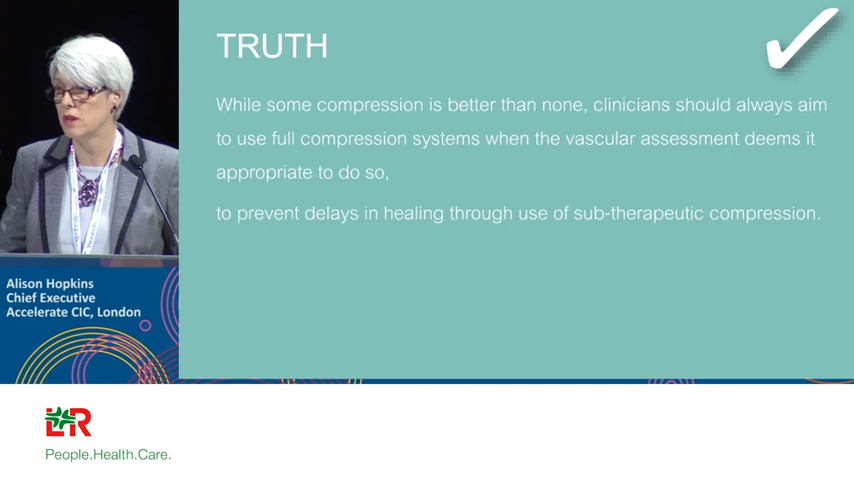 TRUTH
While some compression is better than none, clinicians should always aim
to use full compression systems when the vascular assessment deems it
appropriate to do so,
to prevent delays in healing through use of sub-therapeutic compression.
Alison Hopkins
Chief Executive
Accelerate CIC, London
L&R
People.Health.Care.